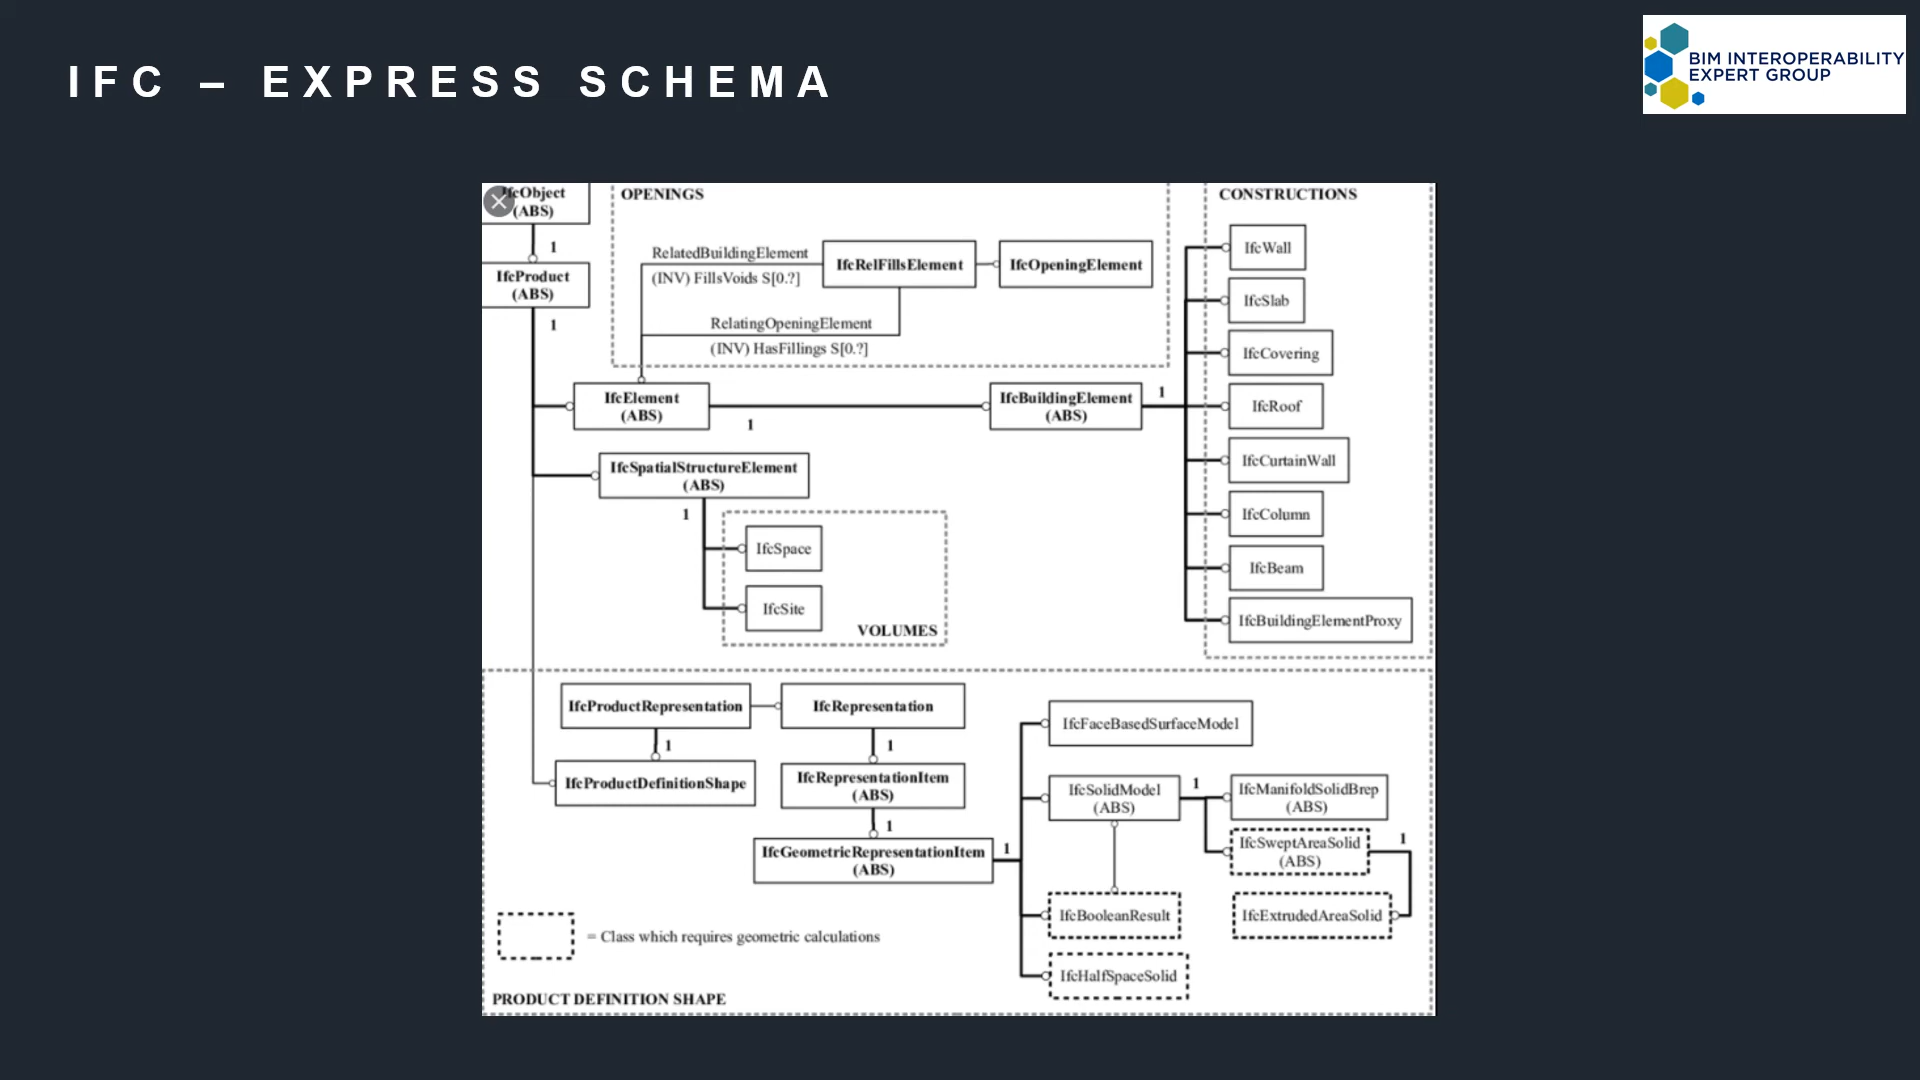 IFC – EXPRESS SCHEMA
BIM INTEROPERABILITY
EXPERT GROUP
IfcObject
(ABS)
1
IfcProduct
(ABS)
1
OPENINGS
RelatedBuildingElement
(INV) FillsVoids S[0.?]
IfcRelFillsElement
IfcOpeningElement
RelatingOpeningElement
(INV) HasFillings S[0.?]
IfcElement
(ABS)
1
IfcBuildingElement
(ABS)
1
CONSTRUCTIONS
IfcWall
IfcSlab
IfcCovering
IfcRoof
IfcCurtainWall
IfcColumn
IfcBeam
IfcBuildingElementProxy
IfcSpatialStructureElement
(ABS)
1
IfcSpace
IfcSite
VOLUMES
IfcProductRepresentation
IfcRepresentation
1
1
IfcProductDefinitionShape
IfcRepresentationItem
(ABS)
1
IfcGeometricRepresentationItem
(ABS)
1
IfcFaceBasedSurfaceModel
IfcSolidModel
(ABS)
1
IfcManifoldSolidBrep
(ABS)
IfcSweptAreaSolid
(ABS)
1
IfcBooleanResult
IfcExtrudedAreaSolid
IfcHalfSpaceSolid
= Class which requires geometric calculations
PRODUCT DEFINITION SHAPE